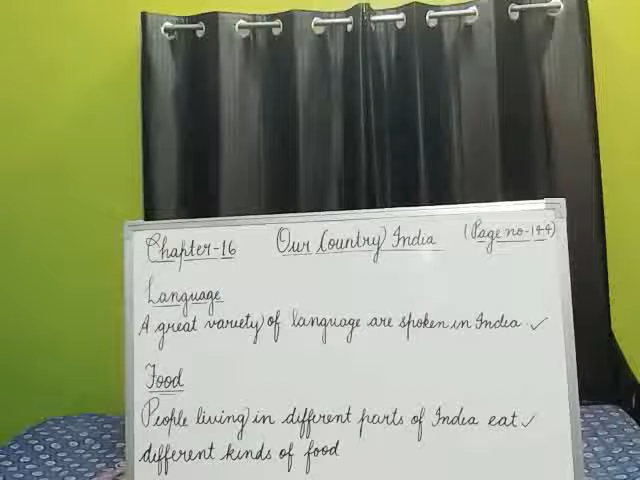 Chapter-16 Our Country India (Page no-144)
Language
A great variety of language are spoken in India ✓
Food
People living in different parts of India eat ✓
different kinds of food